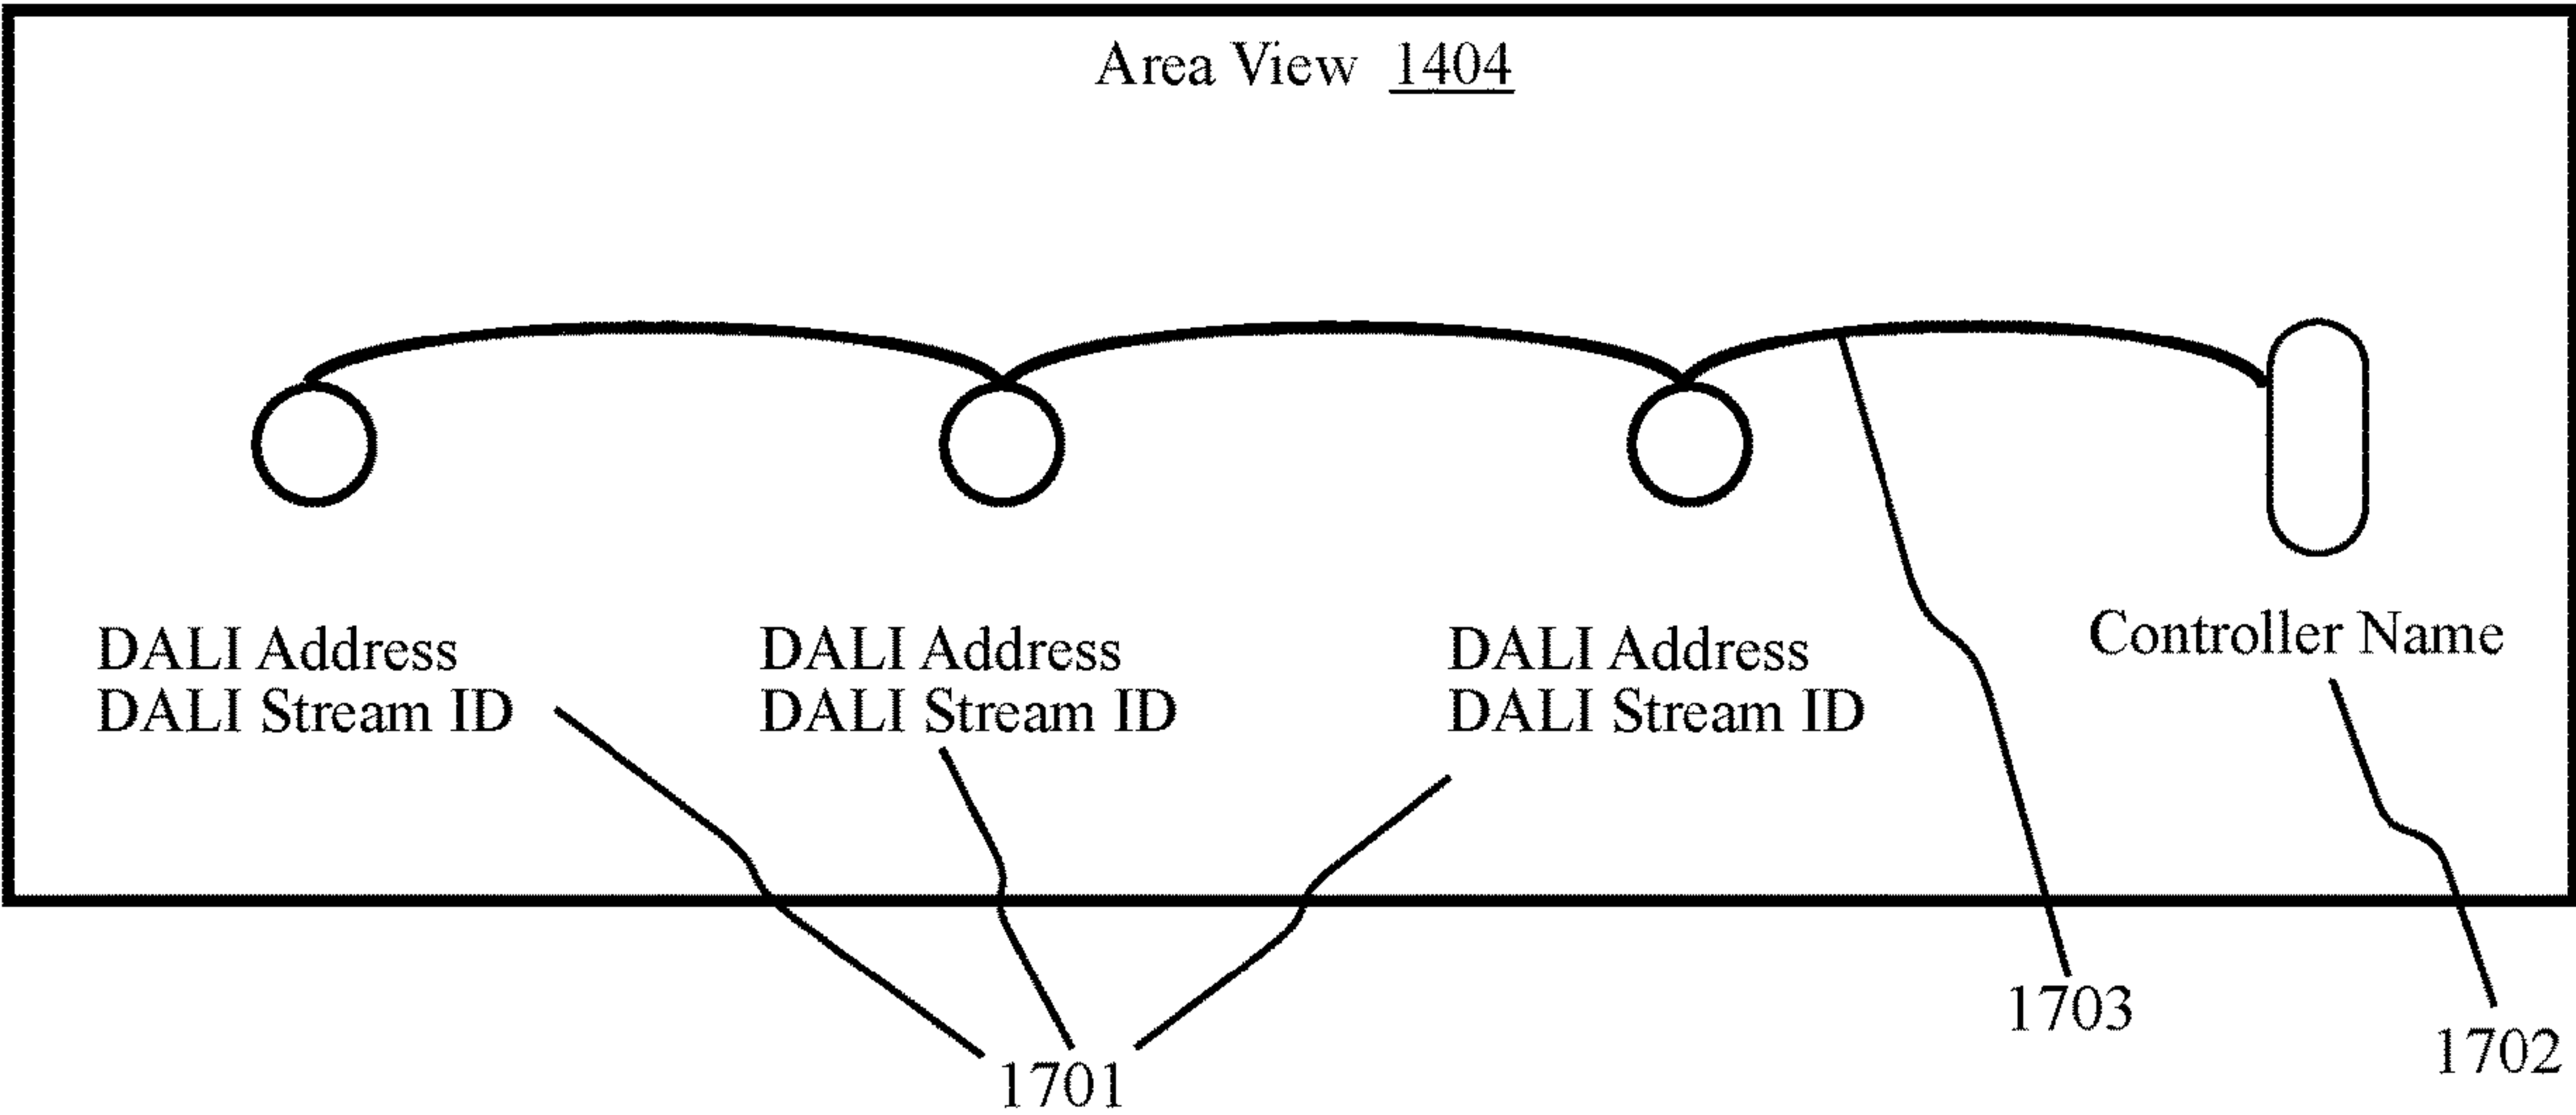 Area View 1404
DALI Address
DALI Stream ID
DALI Address
DALI Stream ID
DALI Address
DALI Stream ID
Controller Name
1701
1703
1702